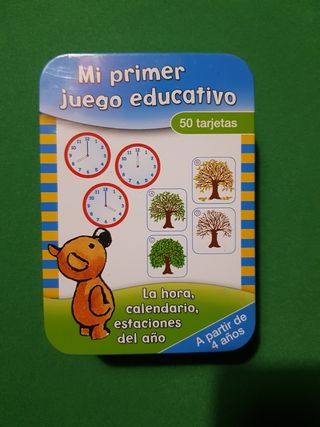 Mi primer
juego educativo
50 tarjetas
La hora,
calendario,
estaciones
del año
A partir de
4 años